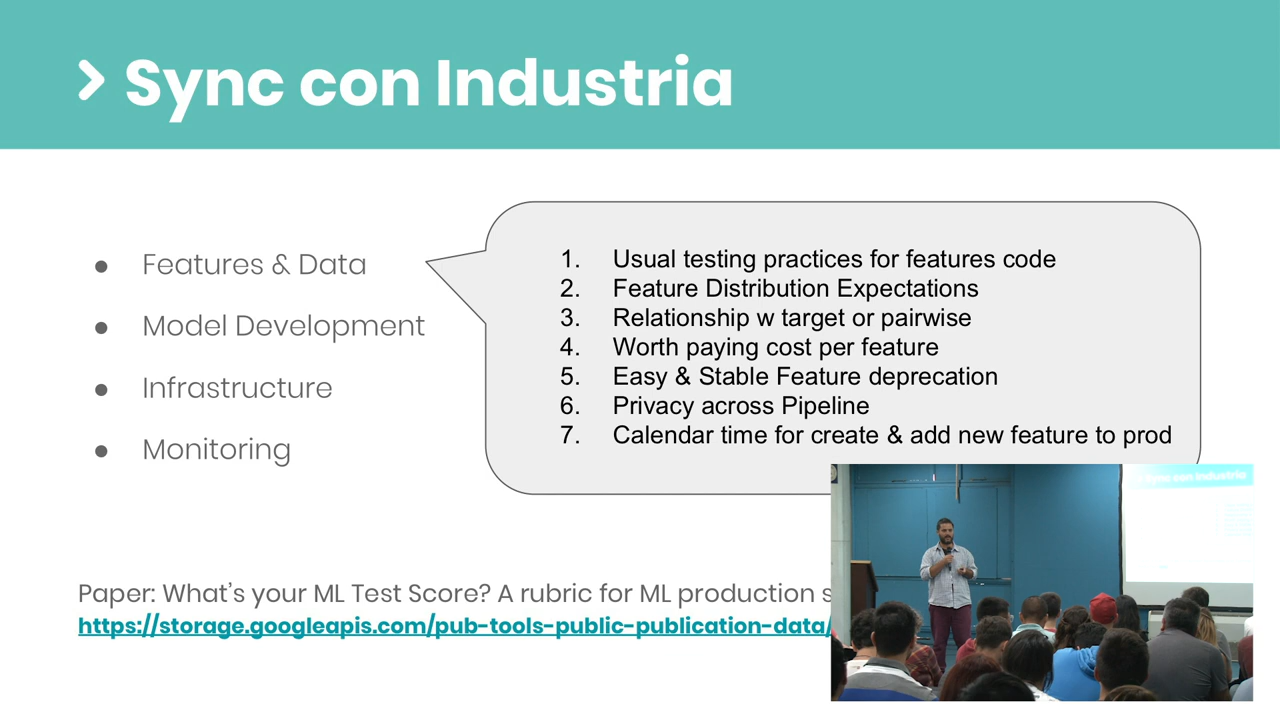 Sync con Industria
Features & Data
Model Development
Infrastructure
Monitoring
1. Usual testing practices for features code
2. Feature Distribution Expectations
3. Relationship w target or pairwise
4. Worth paying cost per feature
5. Easy & Stable Feature deprecation
6. Privacy across Pipeline
7. Calendar time for create & add new feature to prod
Sync con Industria
Paper: What's your ML Test Score? A rubric for ML production
https://storage.googleapis.com/pub-tools-public-publication-data/